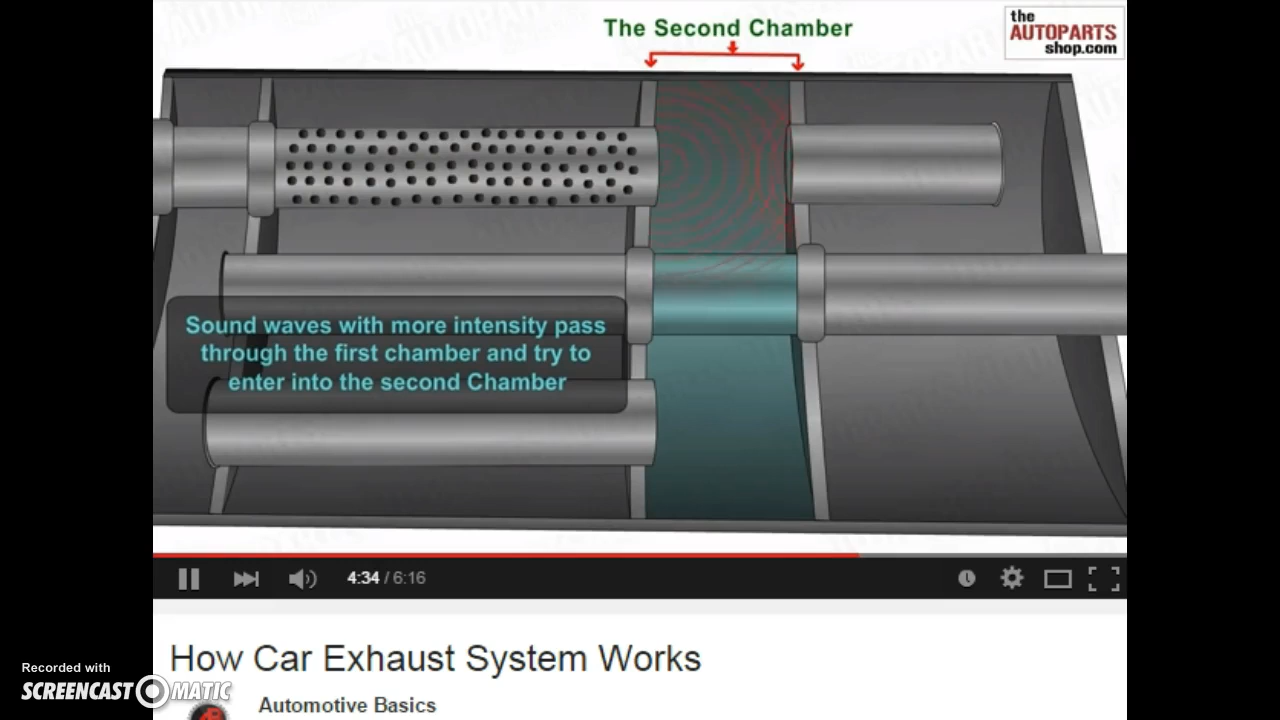 The Second Chamber
the
AUTOPARTS
shop.com
Sound waves with more intensity pass
through the first chamber and try to
enter into the second Chamber
4:34 / 6:16
How Car Exhaust System Works
Automotive Basics
Recorded with
SCREENCAST MATIC